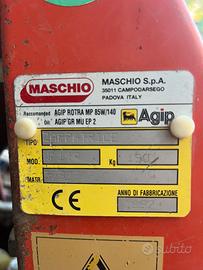 MASCHIO
MASCHIO S.p.A.
35011 CAMPODARSEGO
PADOVA ITALY
Recommended AGIP ROTRA MP 85W/140
Oil AGIP GR MU EP 2
Agip
TIPO
MOD.
Kg
MATR.
CE
ANNO DI FABBRICAZIONE
subito